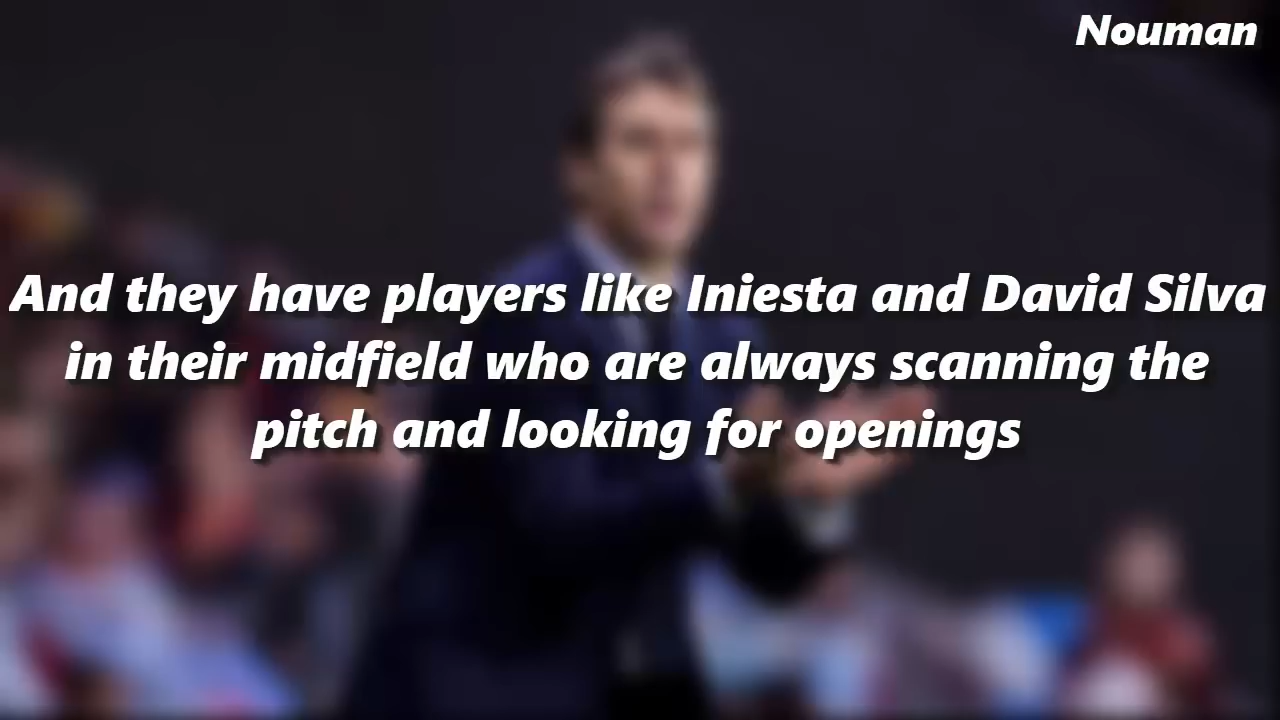 Nouman
And they have players like Iniesta and David Silva
in their midfield who are always scanning the
pitch and looking for openings